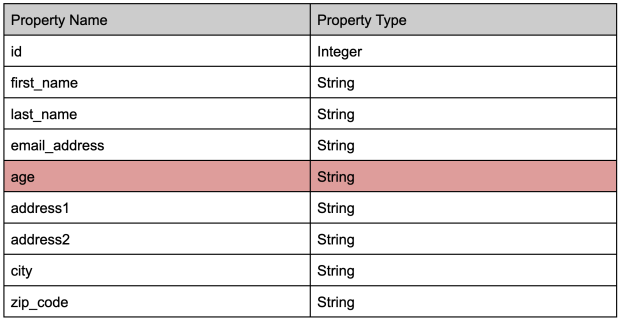 Property Name Property Type
id Integer
first_name String
last_name String
email_address String
age String
address1 String
address2 String
city String
zip_code String